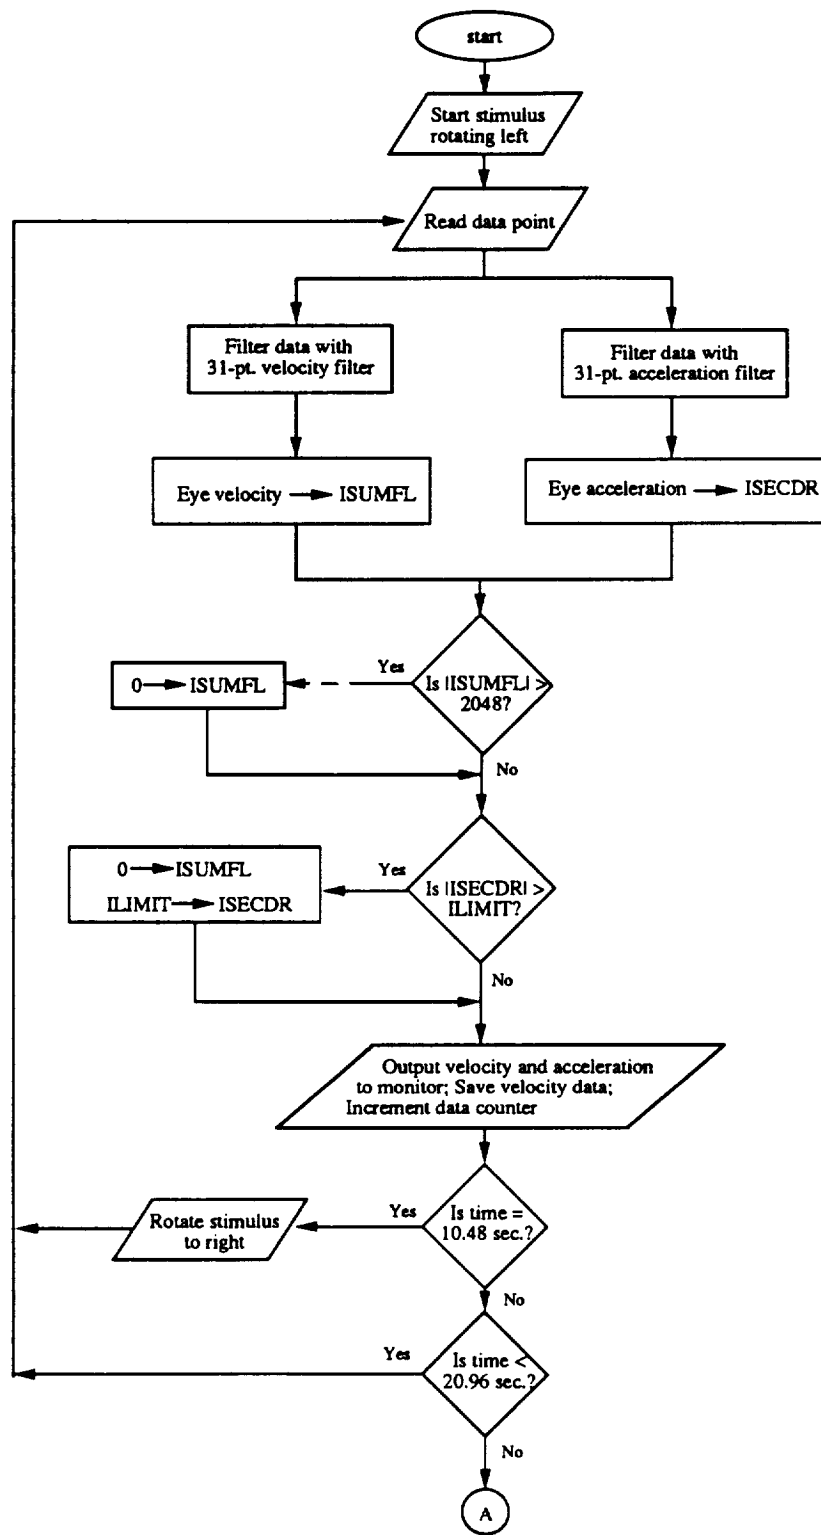 start
Start stimulus
rotating left
Read data point
Filter data with
31-pt. velocity filter
Filter data with
31-pt. acceleration filter
Eye velocity → ISUMFL
Eye acceleration → ISECDR
Yes
Is |ISUMFL| >
2048?
0 → ISUMFL
No
Yes
Is |ISECDR| >
ILIMIT?
0 → ISUMFL
ILIMIT → ISECDR
No
Output velocity and acceleration
to monitor; Save velocity data;
Increment data counter
Rotate stimulus
to right
Yes
Is time =
10.48 sec.?
No
Yes
Is time <
20.96 sec.?
No
A